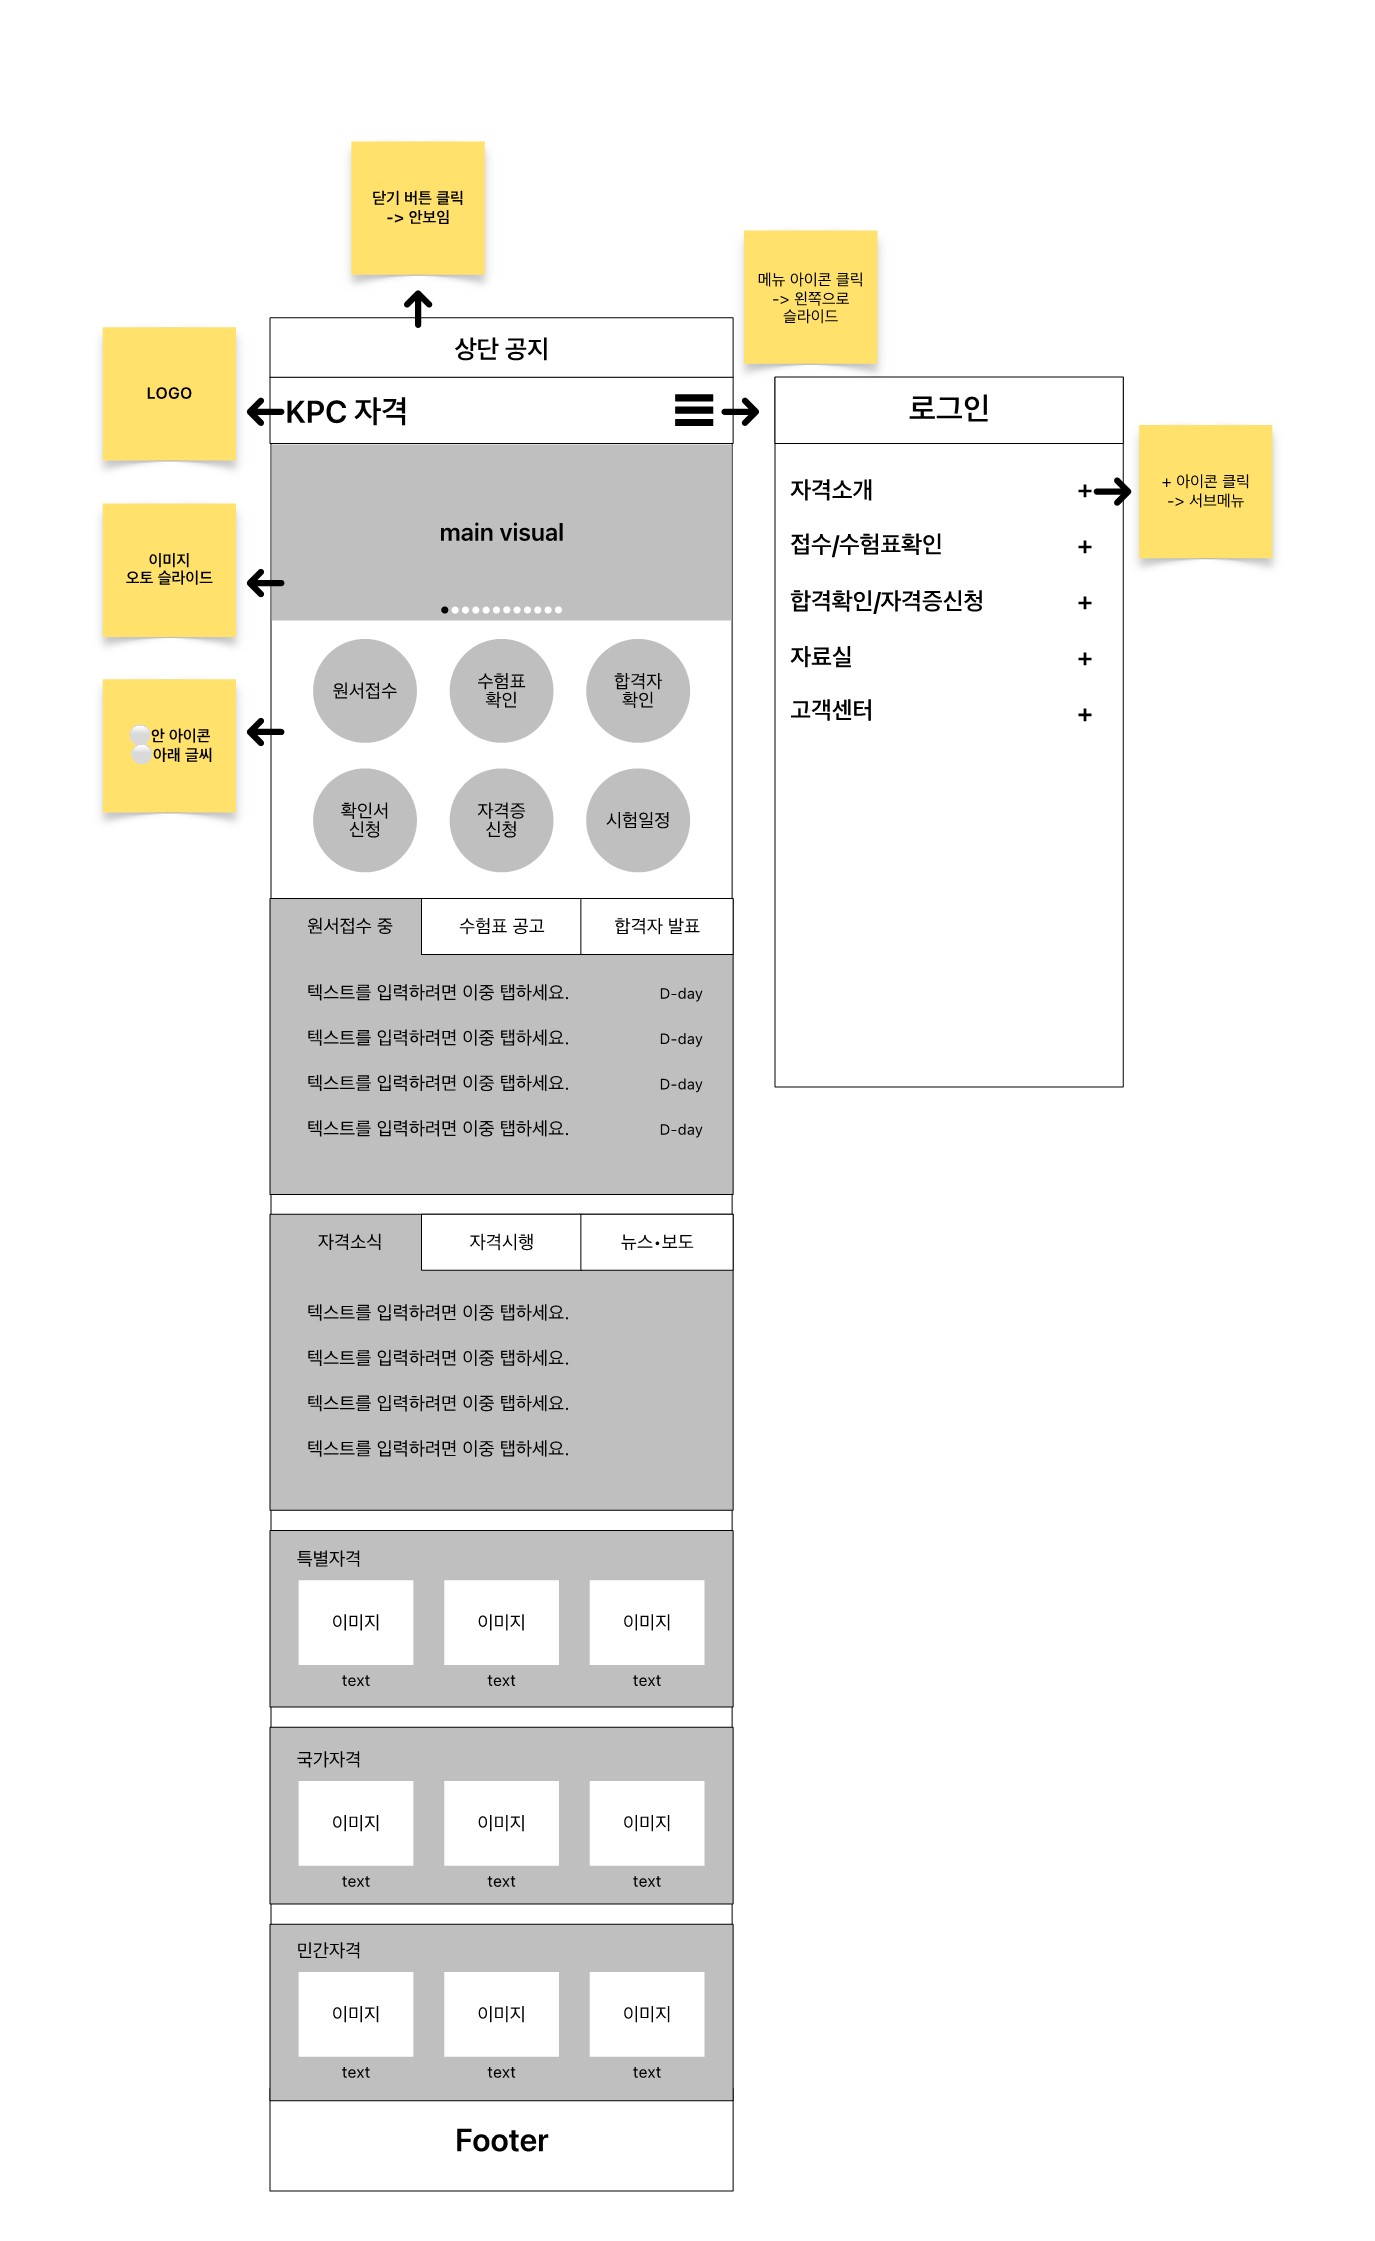 닫기 버튼 클릭
-> 안보임
메뉴 아이콘 클릭
-> 왼쪽으로
슬라이드
상단 공지
LOGO
KPC 자격
로그인
+ 아이콘 클릭
-> 서브메뉴
자격소개 +
접수/수험표확인 +
합격확인/자격증신청 +
자료실 +
고객센터 +
main visual
이미지
오토 슬라이드
안 아이콘
아래 글씨
원서접수
수험표
확인
합격자
확인
확인서
신청
자격증
신청
시험일정
원서접수 중 수험표 공고 합격자 발표
텍스트를 입력하려면 이중 탭하세요. D-day
텍스트를 입력하려면 이중 탭하세요. D-day
텍스트를 입력하려면 이중 탭하세요. D-day
텍스트를 입력하려면 이중 탭하세요. D-day
자격소식 자격시행 뉴스•보도
텍스트를 입력하려면 이중 탭하세요.
텍스트를 입력하려면 이중 탭하세요.
텍스트를 입력하려면 이중 탭하세요.
텍스트를 입력하려면 이중 탭하세요.
특별자격
이미지 이미지 이미지
text text text
국가자격
이미지 이미지 이미지
text text text
민간자격
이미지 이미지 이미지
text text text
Footer